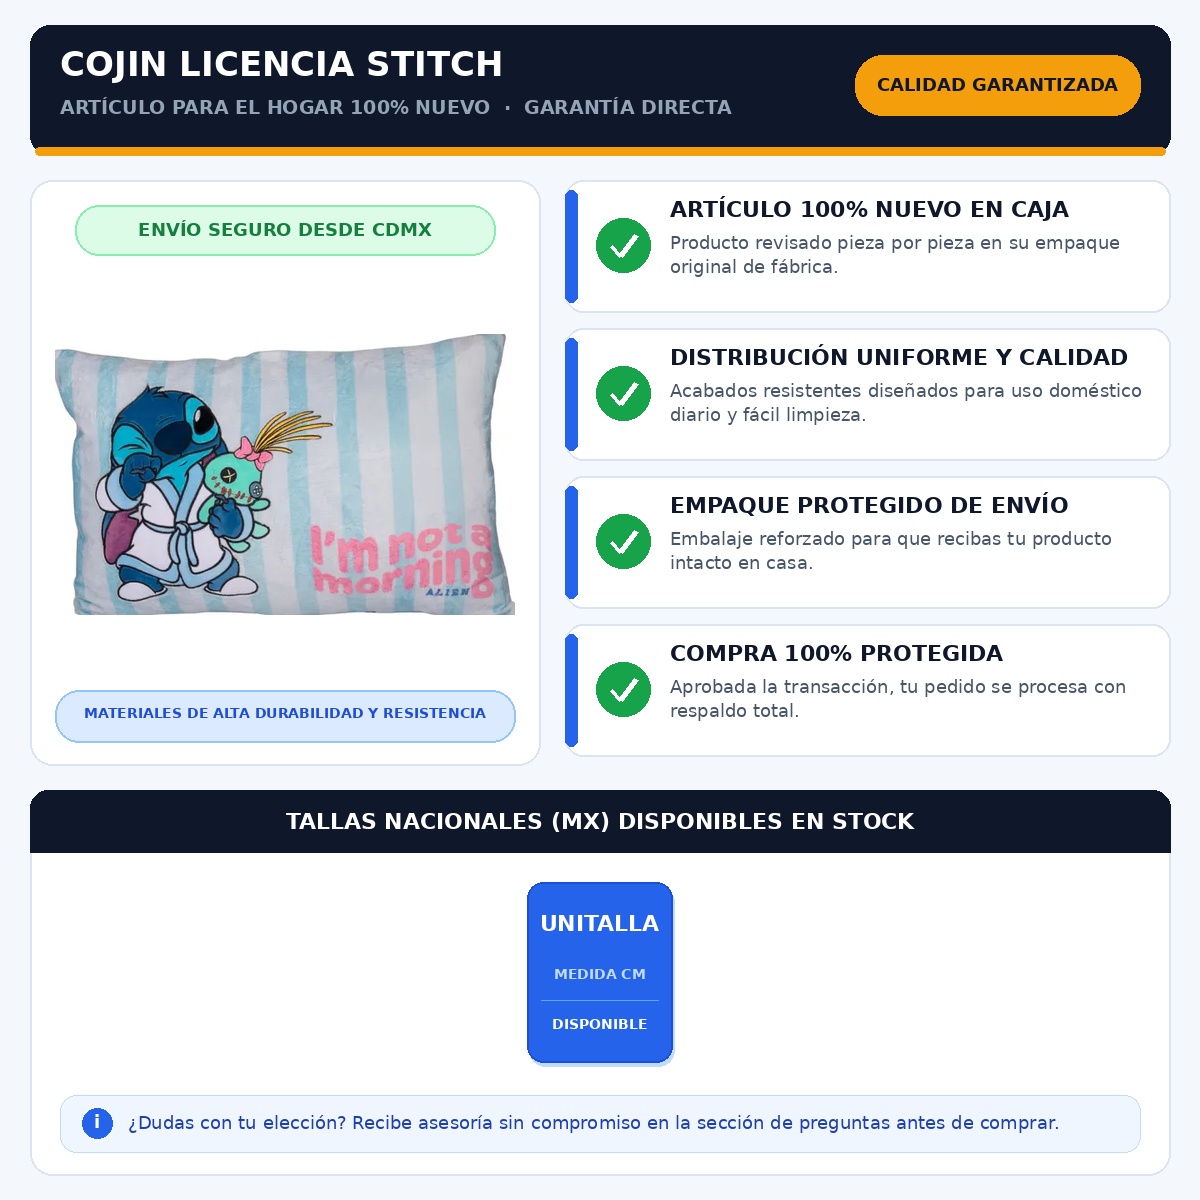 COJIN LICENCIA STITCH
ARTÍCULO PARA EL HOGAR 100% NUEVO · GARANTÍA DIRECTA
CALIDAD GARANTIZADA
ENVÍO SEGURO DESDE CDMX
I'm not a
morning
ALIEN
MATERIALES DE ALTA DURABILIDAD Y RESISTENCIA
ARTÍCULO 100% NUEVO EN CAJA
Producto revisado pieza por pieza en su empaque
original de fábrica.
DISTRIBUCIÓN UNIFORME Y CALIDAD
Acabados resistentes diseñados para uso doméstico
diario y fácil limpieza.
EMPAQUE PROTEGIDO DE ENVÍO
Embalaje reforzado para que recibas tu producto
intacto en casa.
COMPRA 100% PROTEGIDA
Aprobada la transacción, tu pedido se procesa con
respaldo total.
TALLAS NACIONALES (MX) DISPONIBLES EN STOCK
UNITALLA
MEDIDA CM
DISPONIBLE
i
¿Dudas con tu elección? Recibe asesoría sin compromiso en la sección de preguntas antes de comprar.